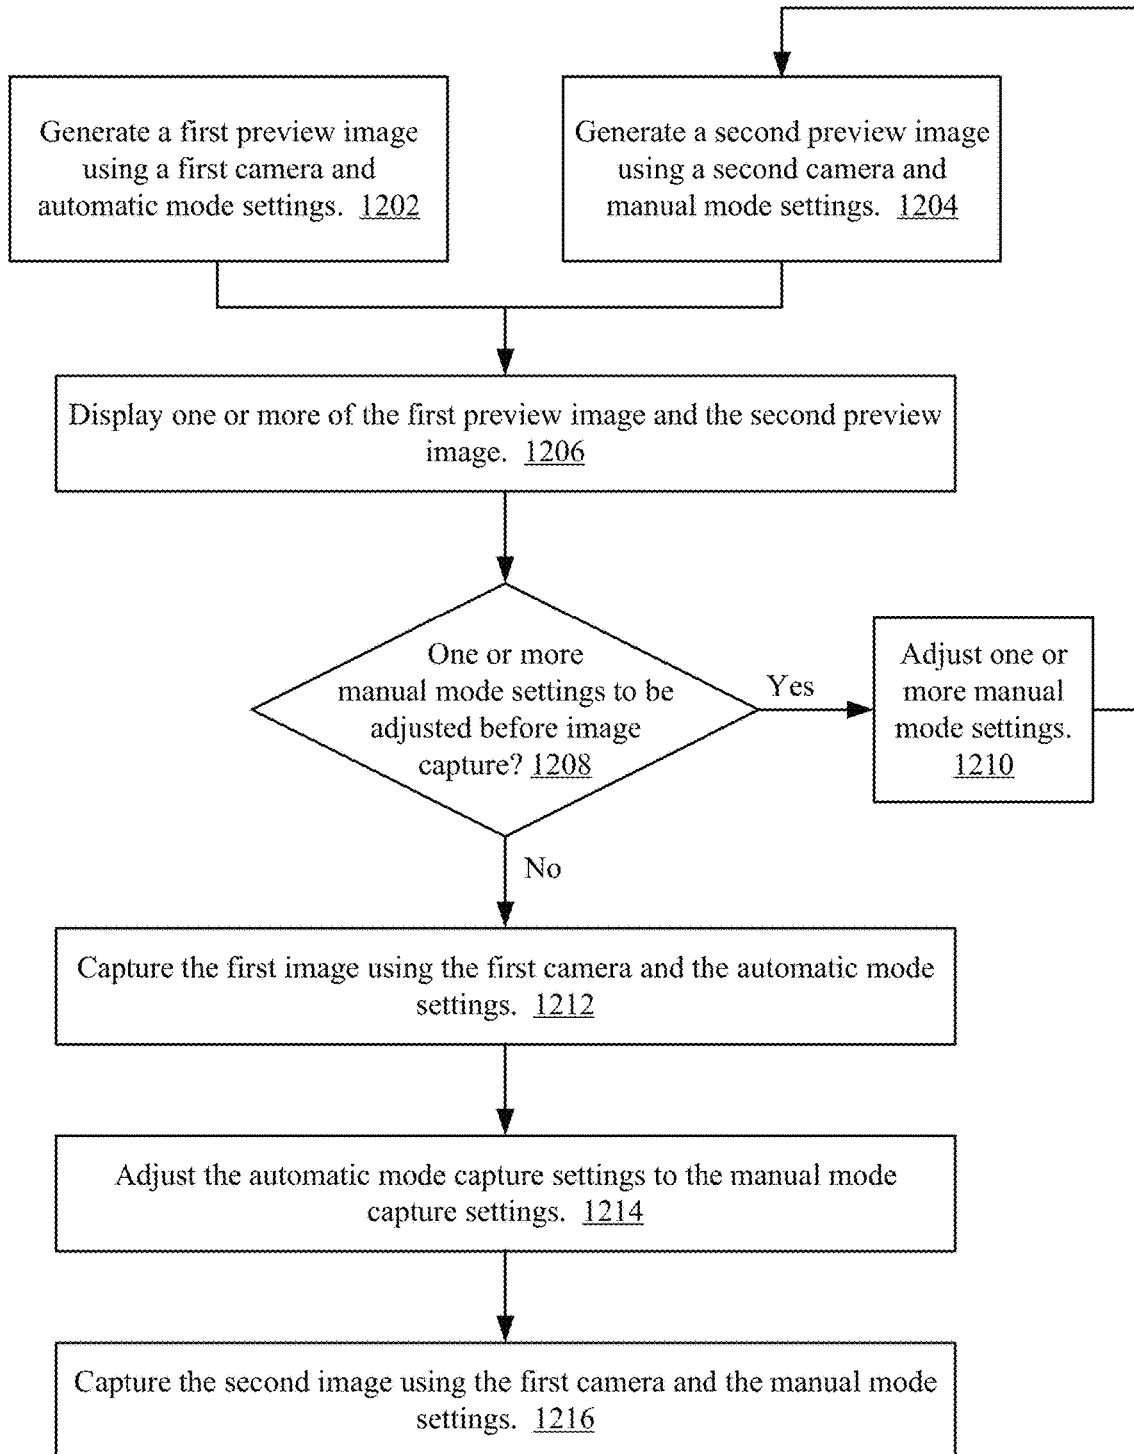 Generate a first preview image
using a first camera and
automatic mode settings. 1202
Generate a second preview image
using a second camera and
manual mode settings. 1204
Display one or more of the first preview image and the second preview
image. 1206
One or more
manual mode settings to be
adjusted before image
capture? 1208
Yes
Adjust one or
more manual
mode settings.
1210
No
Capture the first image using the first camera and the automatic mode
settings. 1212
Adjust the automatic mode capture settings to the manual mode
capture settings. 1214
Capture the second image using the first camera and the manual mode
settings. 1216